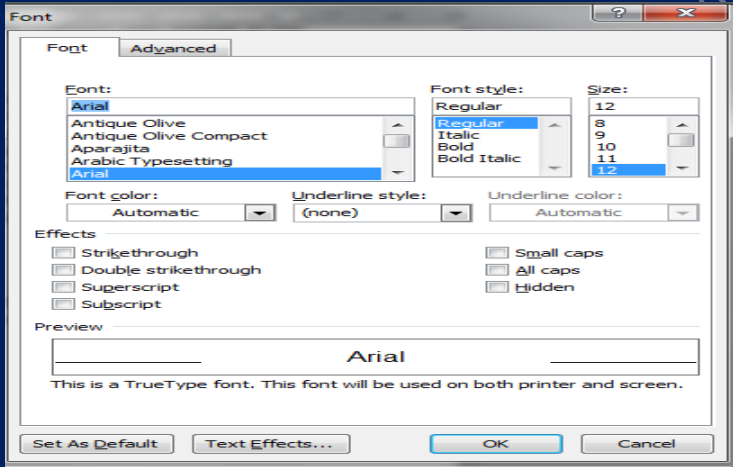 Font
Font Advanced
Font: Font style: Size:
Arial Regular 12
Antique Olive Regular 8
Antique Olive Compact Italic 9
Aparajita Bold 10
Arabic Typesetting Bold Italic 11
Arial 12
Font color: Underline style: Underline color:
Automatic (none) Automatic
Effects
Strikethrough Small caps
Double strikethrough All caps
Superscript Hidden
Subscript
Preview
Arial
This is a TrueType font. This font will be used on both printer and screen.
Set As Default Text Effects... OK Cancel